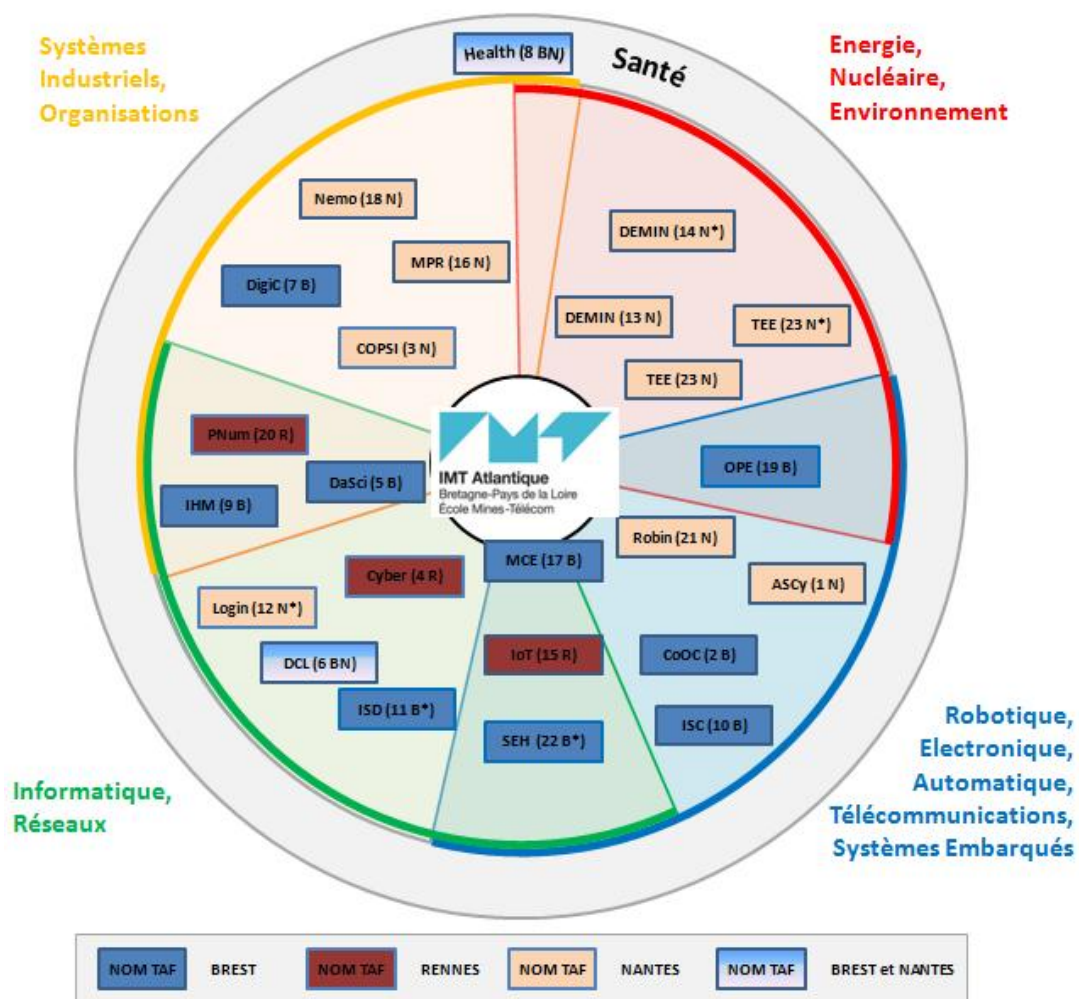 Systèmes
Industriels,
Organisations
Health (8 BN)
Santé
Energie,
Nucléaire,
Environnement
Nemo (18 N)
MPR (16 N)
DigiC (7 B)
COPSI (3 N)
DEMIN (14 N*)
DEMIN (13 N)
TEE (23 N*)
TEE (23 N)
PNum (20 R)
DaSci (5 B)
IHM (9 B)
IMT Atlantique
Bretagne-Pays de la Loire
École Mines-Télécom
OPE (19 B)
Robin (21 N)
ASCy (1 N)
MCE (17 B)
Cyber (4 R)
Login (12 N*)
DCL (6 BN)
ISD (11 B*)
IoT (15 R)
SEH (22 B*)
CoOC (2 B)
ISC (10 B)
Informatique,
Réseaux
Robotique,
Electronique,
Automatique,
Télécommunications,
Systèmes Embarqués
NOM TAF BREST NOM TAF RENNES NOM TAF NANTES NOM TAF BREST et NANTES